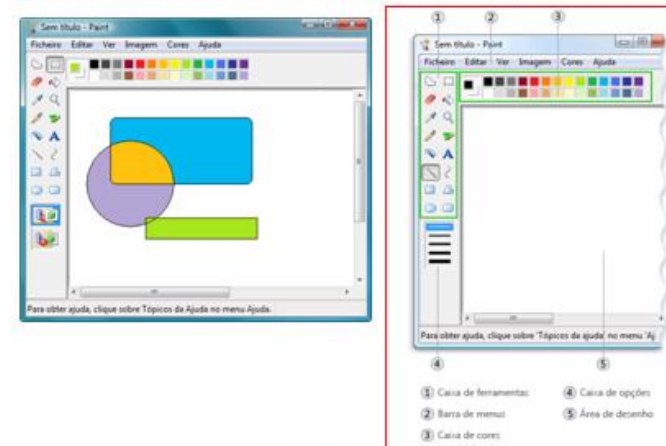 Sem título - Paint
Ficheiro Editar Ver Imagem Cores Ajuda
A
Para obter ajuda, clique sobre Tópicos da Ajuda no menu Ajuda.
1 2 3
Sem título - Paint
Ficheiro Editar Ver Imagem Cores Ajuda
A
Para obter ajuda, clique sobre 'Tópicos da ajuda' no menu 'Aj
4 5
1 Caixa de ferramentas
2 Barra de menus
3 Caixa de cores
4 Caixa de opções
5 Área de desenho